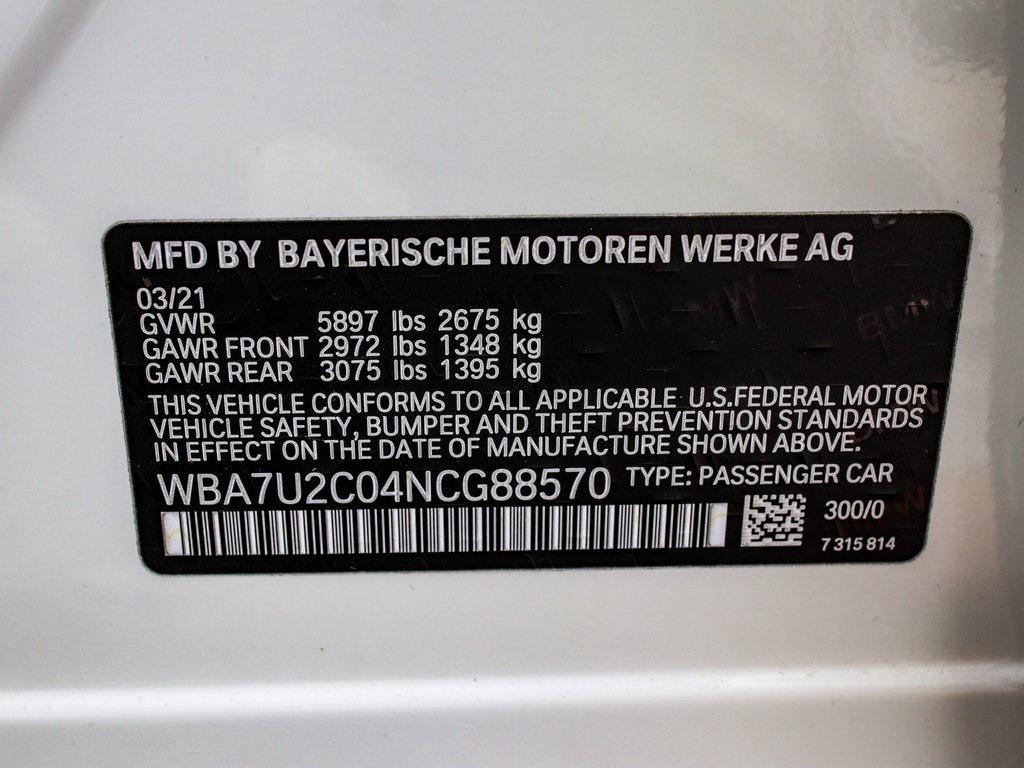 MFD BY BAYERISCHE MOTOREN WERKE AG
03/21
GVWR 5897 lbs 2675 kg
GAWR FRONT 2972 lbs 1348 kg
GAWR REAR 3075 lbs 1395 kg
THIS VEHICLE CONFORMS TO ALL APPLICABLE U.S.FEDERAL MOTOR
VEHICLE SAFETY, BUMPER AND THEFT PREVENTION STANDARDS
IN EFFECT ON THE DATE OF MANUFACTURE SHOWN ABOVE.
WBA7U2C04NCG88570 TYPE: PASSENGER CAR
300/0
7 315 814